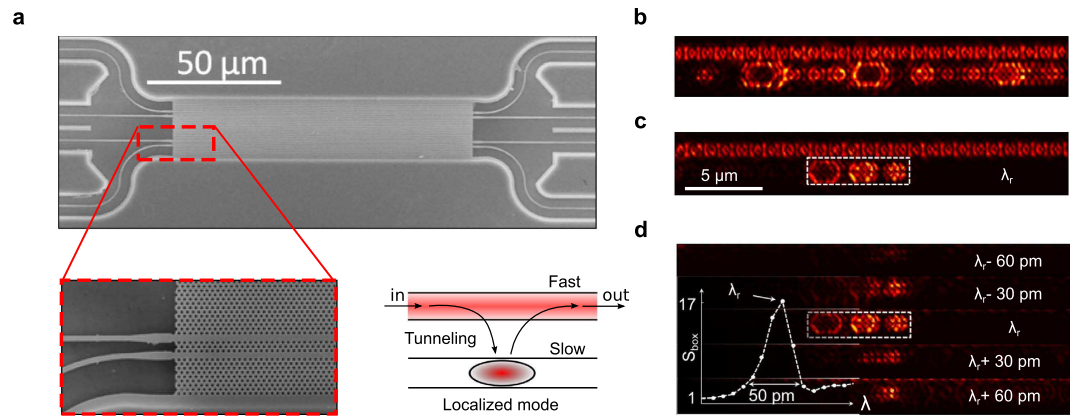 a
50 µm
in
Fast
out
Tunneling
Slow
Localized mode
b
c
5 µm
λr
d
λr- 60 pm
λr- 30 pm
λr
λr+ 30 pm
λr+ 60 pm
λr
17
Sbox
1
50 pm
λ